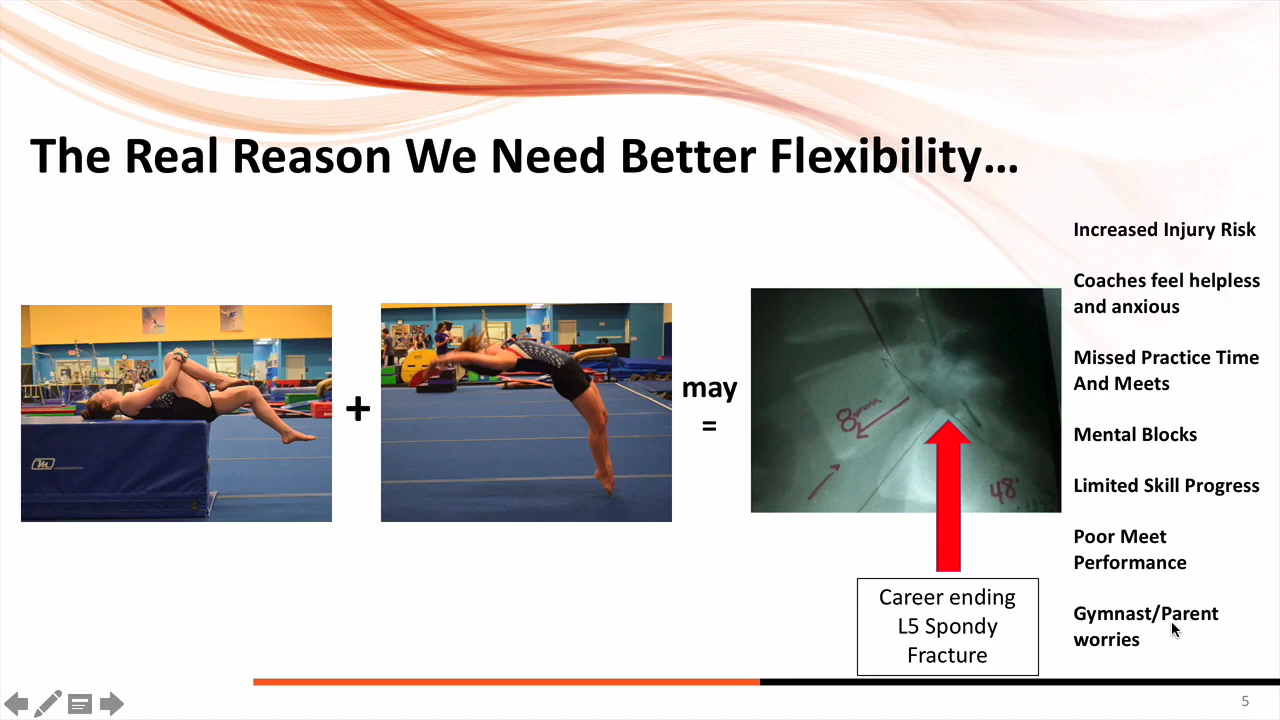 The Real Reason We Need Better Flexibility...
+
may
=
8mm
48°
Career ending
L5 Spondy
Fracture
Increased Injury Risk
Coaches feel helpless
and anxious
Missed Practice Time
And Meets
Mental Blocks
Limited Skill Progress
Poor Meet
Performance
Gymnast/Parent
worries
5